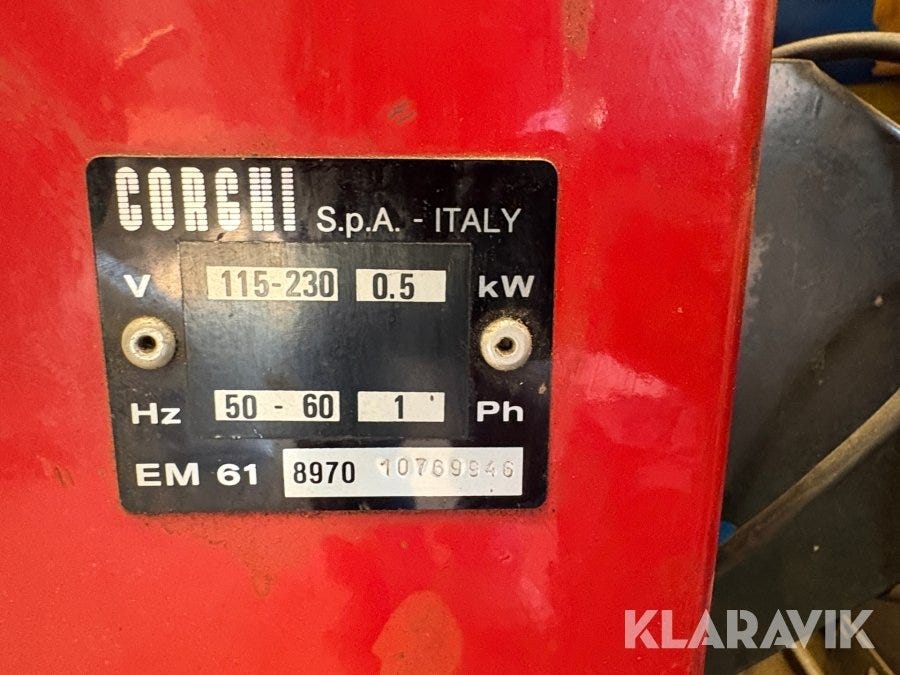 CORGHI S.p.A. - ITALY
V 115-230 0.5 kW
Hz 50 - 60 1 Ph
EM 61 8970 10769946
KLARAVIK